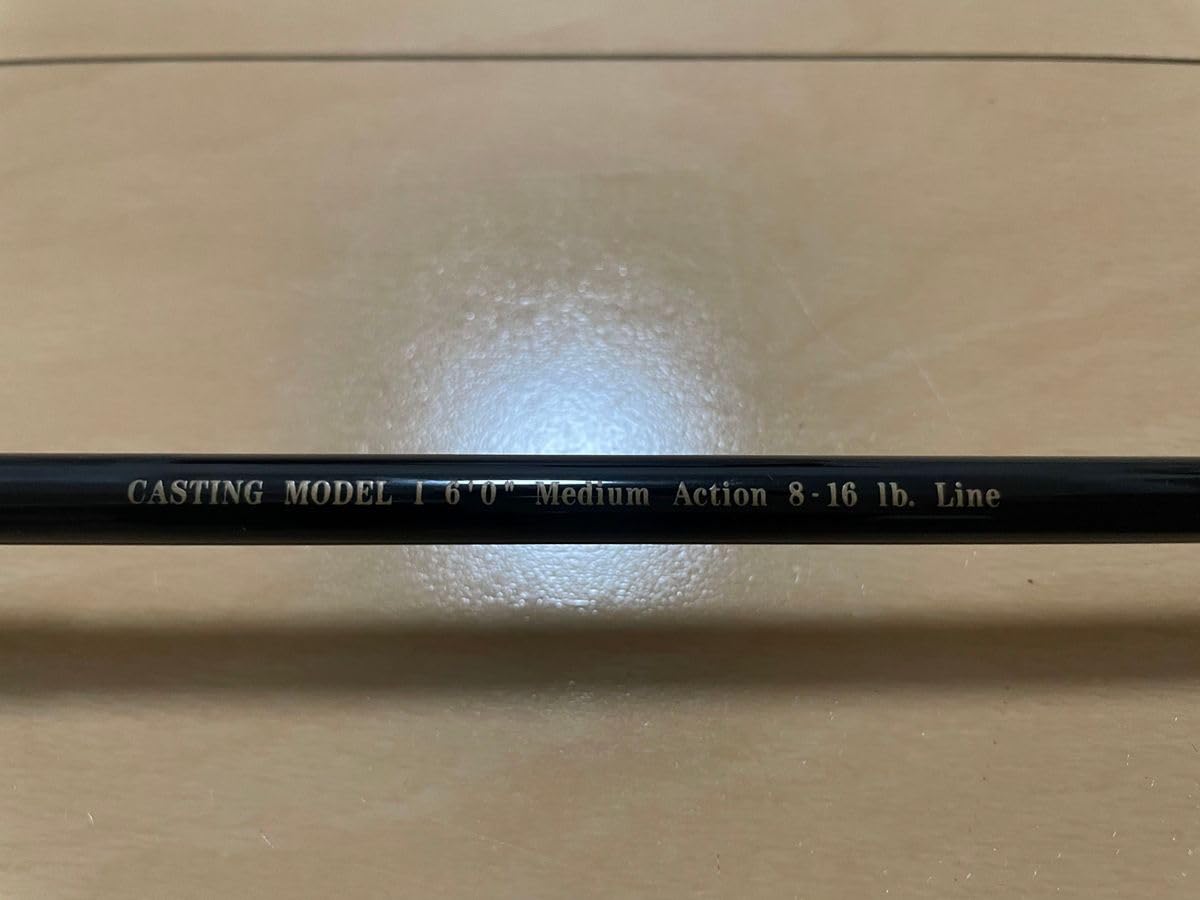 CASTING MODEL I 6'0" Medium Action 8-16 lb. Line